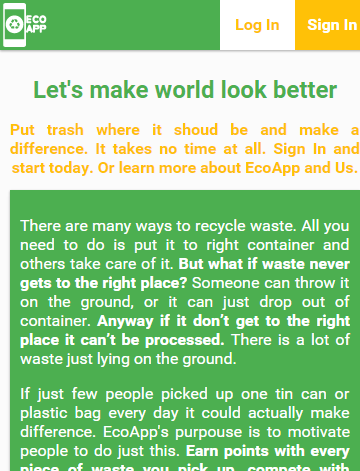 ECO
APP
Log In
Sign In
Let's make world look better
Put trash where it shoud be and make a
difference. It takes no time at all. Sign In and
start today. Or learn more about EcoApp and Us.
There are many ways to recycle waste. All you
need to do is put it to right container and
others take care of it. But what if waste never
gets to the right place? Someone can throw it
on the ground, or it can just drop out of
container. Anyway if it don't get to the right
place it can't be processed. There is a lot of
waste just lying on the ground.
If just few people picked up one tin can or
plastic bag every day it could actually make
difference. EcoApp's purpouse is to motivate
people to do just this. Earn points with every
piece of waste you pick up, compete with